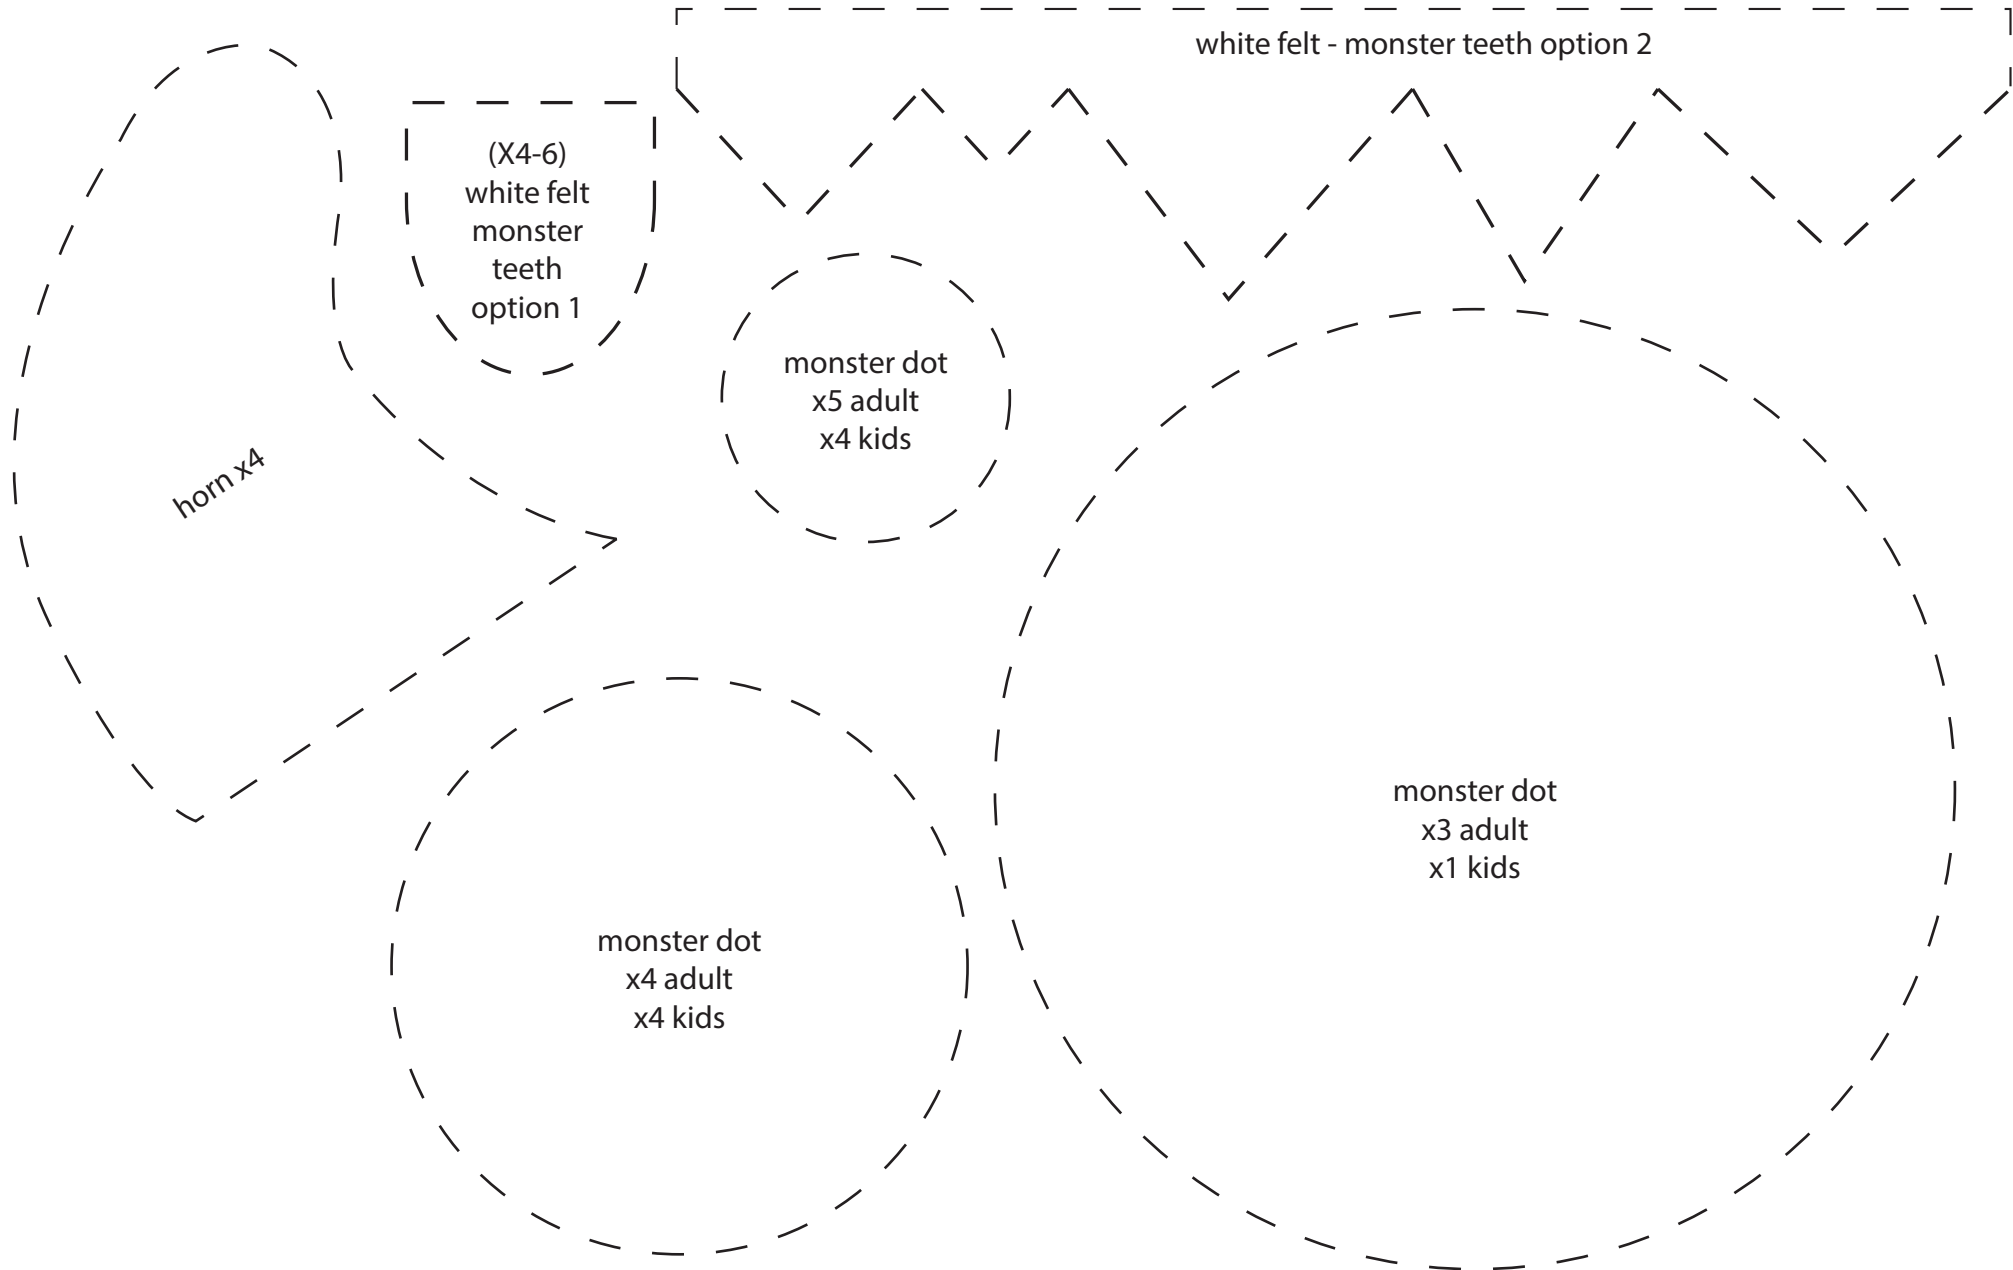 white felt - monster teeth option 2
(X4-6)
white felt
monster
teeth
option 1
monster dot
x5 adult
x4 kids
horn x4
monster dot
x3 adult
x1 kids
monster dot
x4 adult
x4 kids